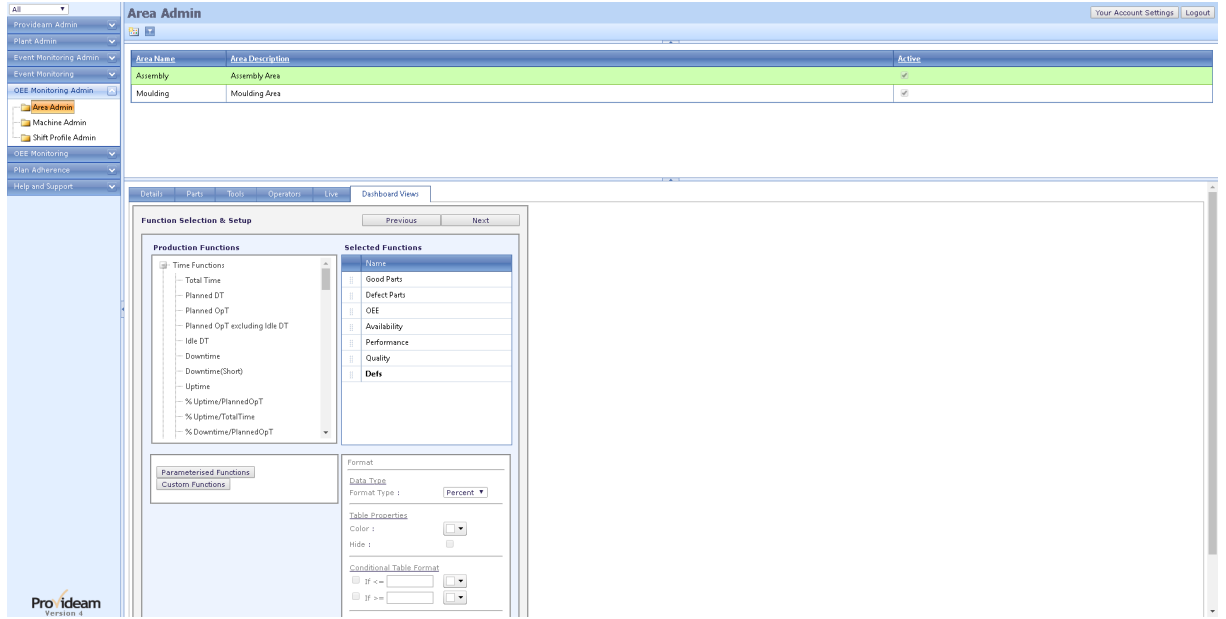 All
Area Admin
Your Account Settings
Logout
Providеam Admin
Plant Admin
Event Monitoring Admin
Event Monitoring
OEE Monitoring Admin
Area Admin
Machine Admin
Shift Profile Admin
OEE Monitoring
Plan Adherence
Help and Support
Area Name Area Description Active
Assembly Assembly Area
Moulding Moulding Area
Details Parts Tools Operators Live Dashboard Views
Function Selection & Setup
Previous
Next
Production Functions
Time Functions
Total Time
Planned DT
Planned OpT
Planned OpT excluding Idle DT
Idle DT
Downtime
Downtime(Short)
Uptime
% Uptime/PlannedOpT
% Uptime/TotalTime
% Downtime/PlannedOpT
Selected Functions
Name
Good Parts
Defect Parts
OEE
Availability
Performance
Quality
Defs
Parameterised Functions
Custom Functions
Format
Data Type
Format Type : Percent
Table Properties
Color :
Hide :
Conditional Table Format
If <=
If >=
Provideam
Version 4